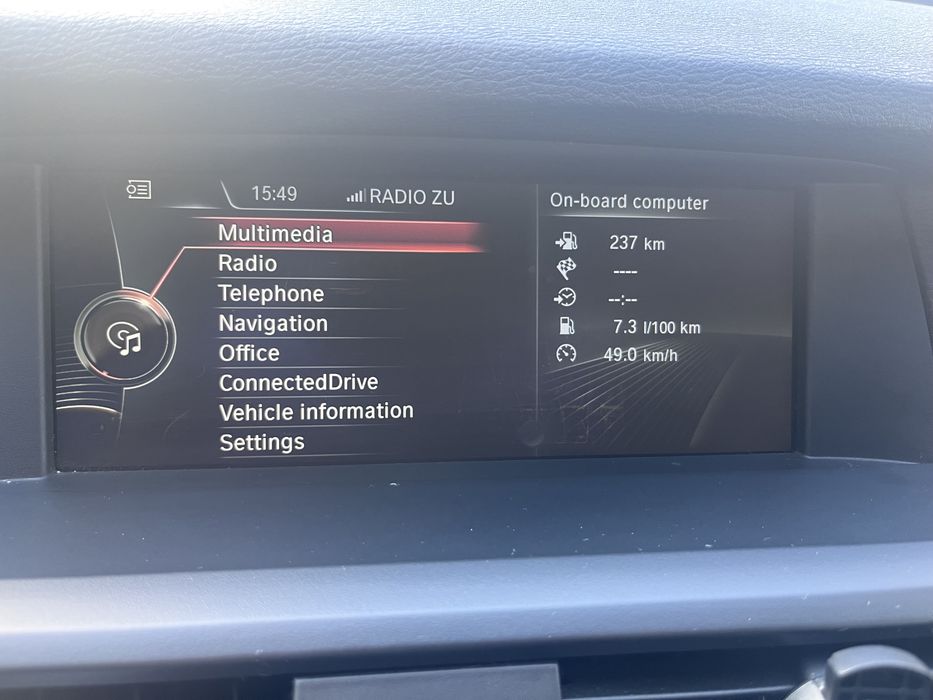 15:49 RADIO ZU
Multimedia
Radio
Telephone
Navigation
Office
ConnectedDrive
Vehicle information
Settings
On-board computer
237 km
----
--:--
7.3 l/100 km
49.0 km/h